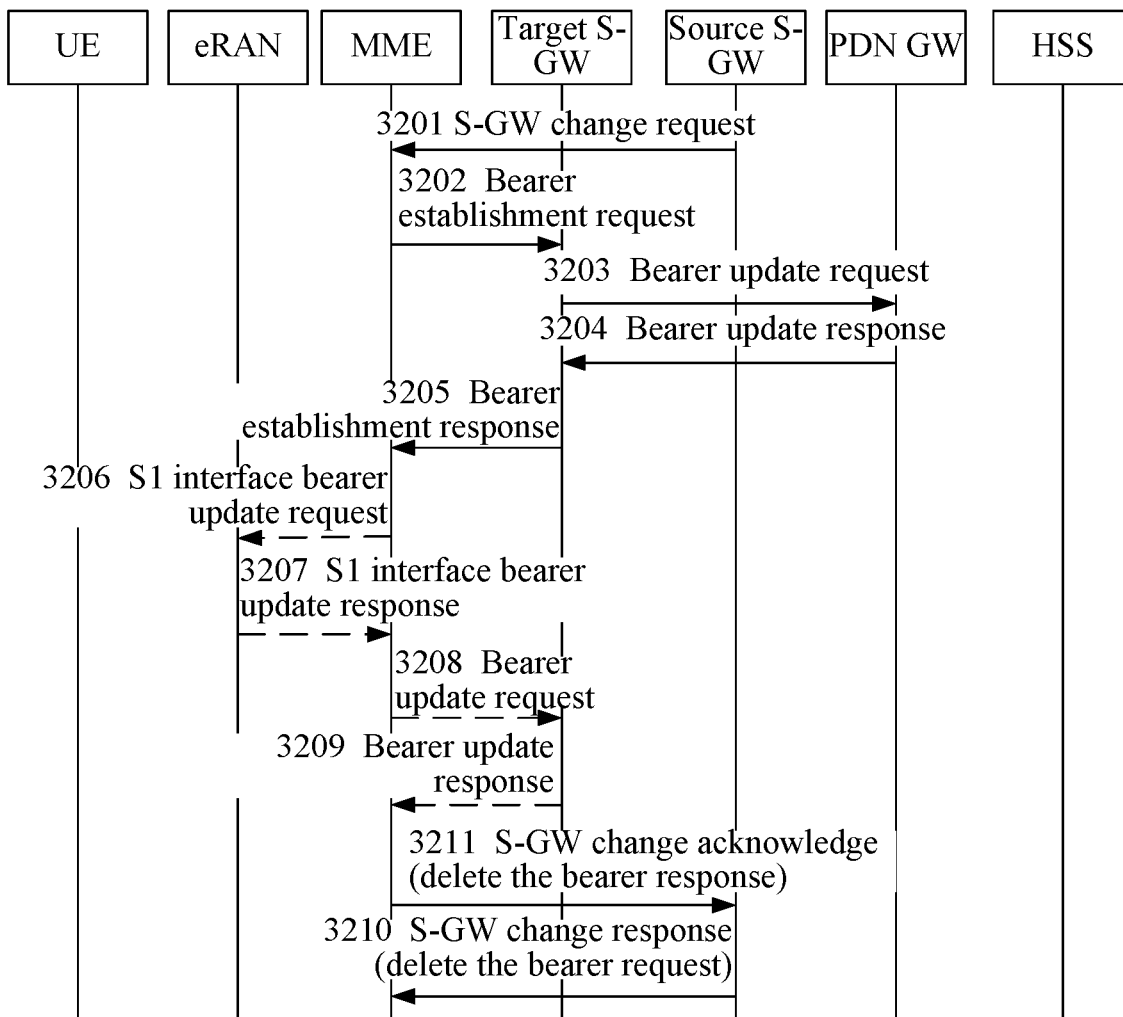 UE
eRAN
MME
Target S-
GW
Source S-
GW
PDN GW
HSS
3201 S-GW change request
3202 Bearer
establishment request
3203 Bearer update request
3204 Bearer update response
3205 Bearer
establishment response
3206 S1 interface bearer
update request
3207 S1 interface bearer
update response
3208 Bearer
update request
3209 Bearer update
response
3211 S-GW change acknowledge
(delete the bearer response)
3210 S-GW change response
(delete the bearer request)